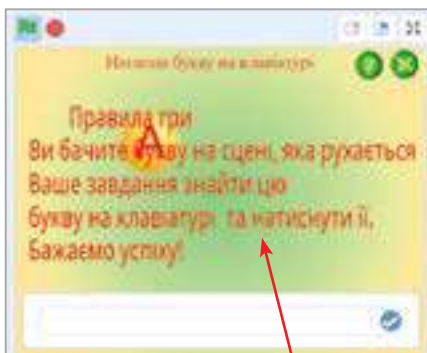 Натисни букву на клавіатурі
Правила гри
А
Ви бачите букву на сцені, яка рухається
Ваше завдання знайти цю
букву на клавіатурі та натиснути її.
Бажаємо успіху!